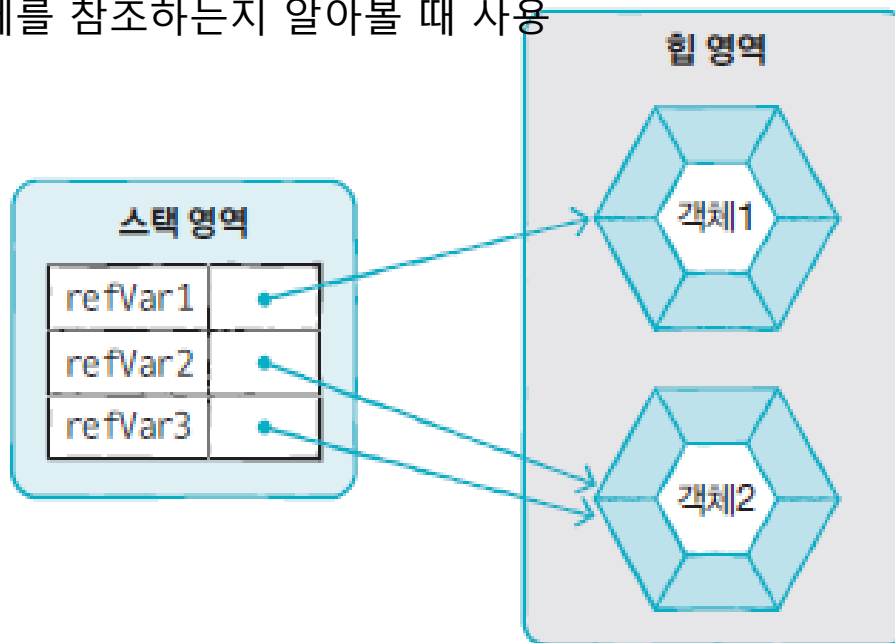 를 참조하는지 알아볼 때 사용
힙 영역
객체1
스택 영역
refVar1
refVar2
refVar3
객체2